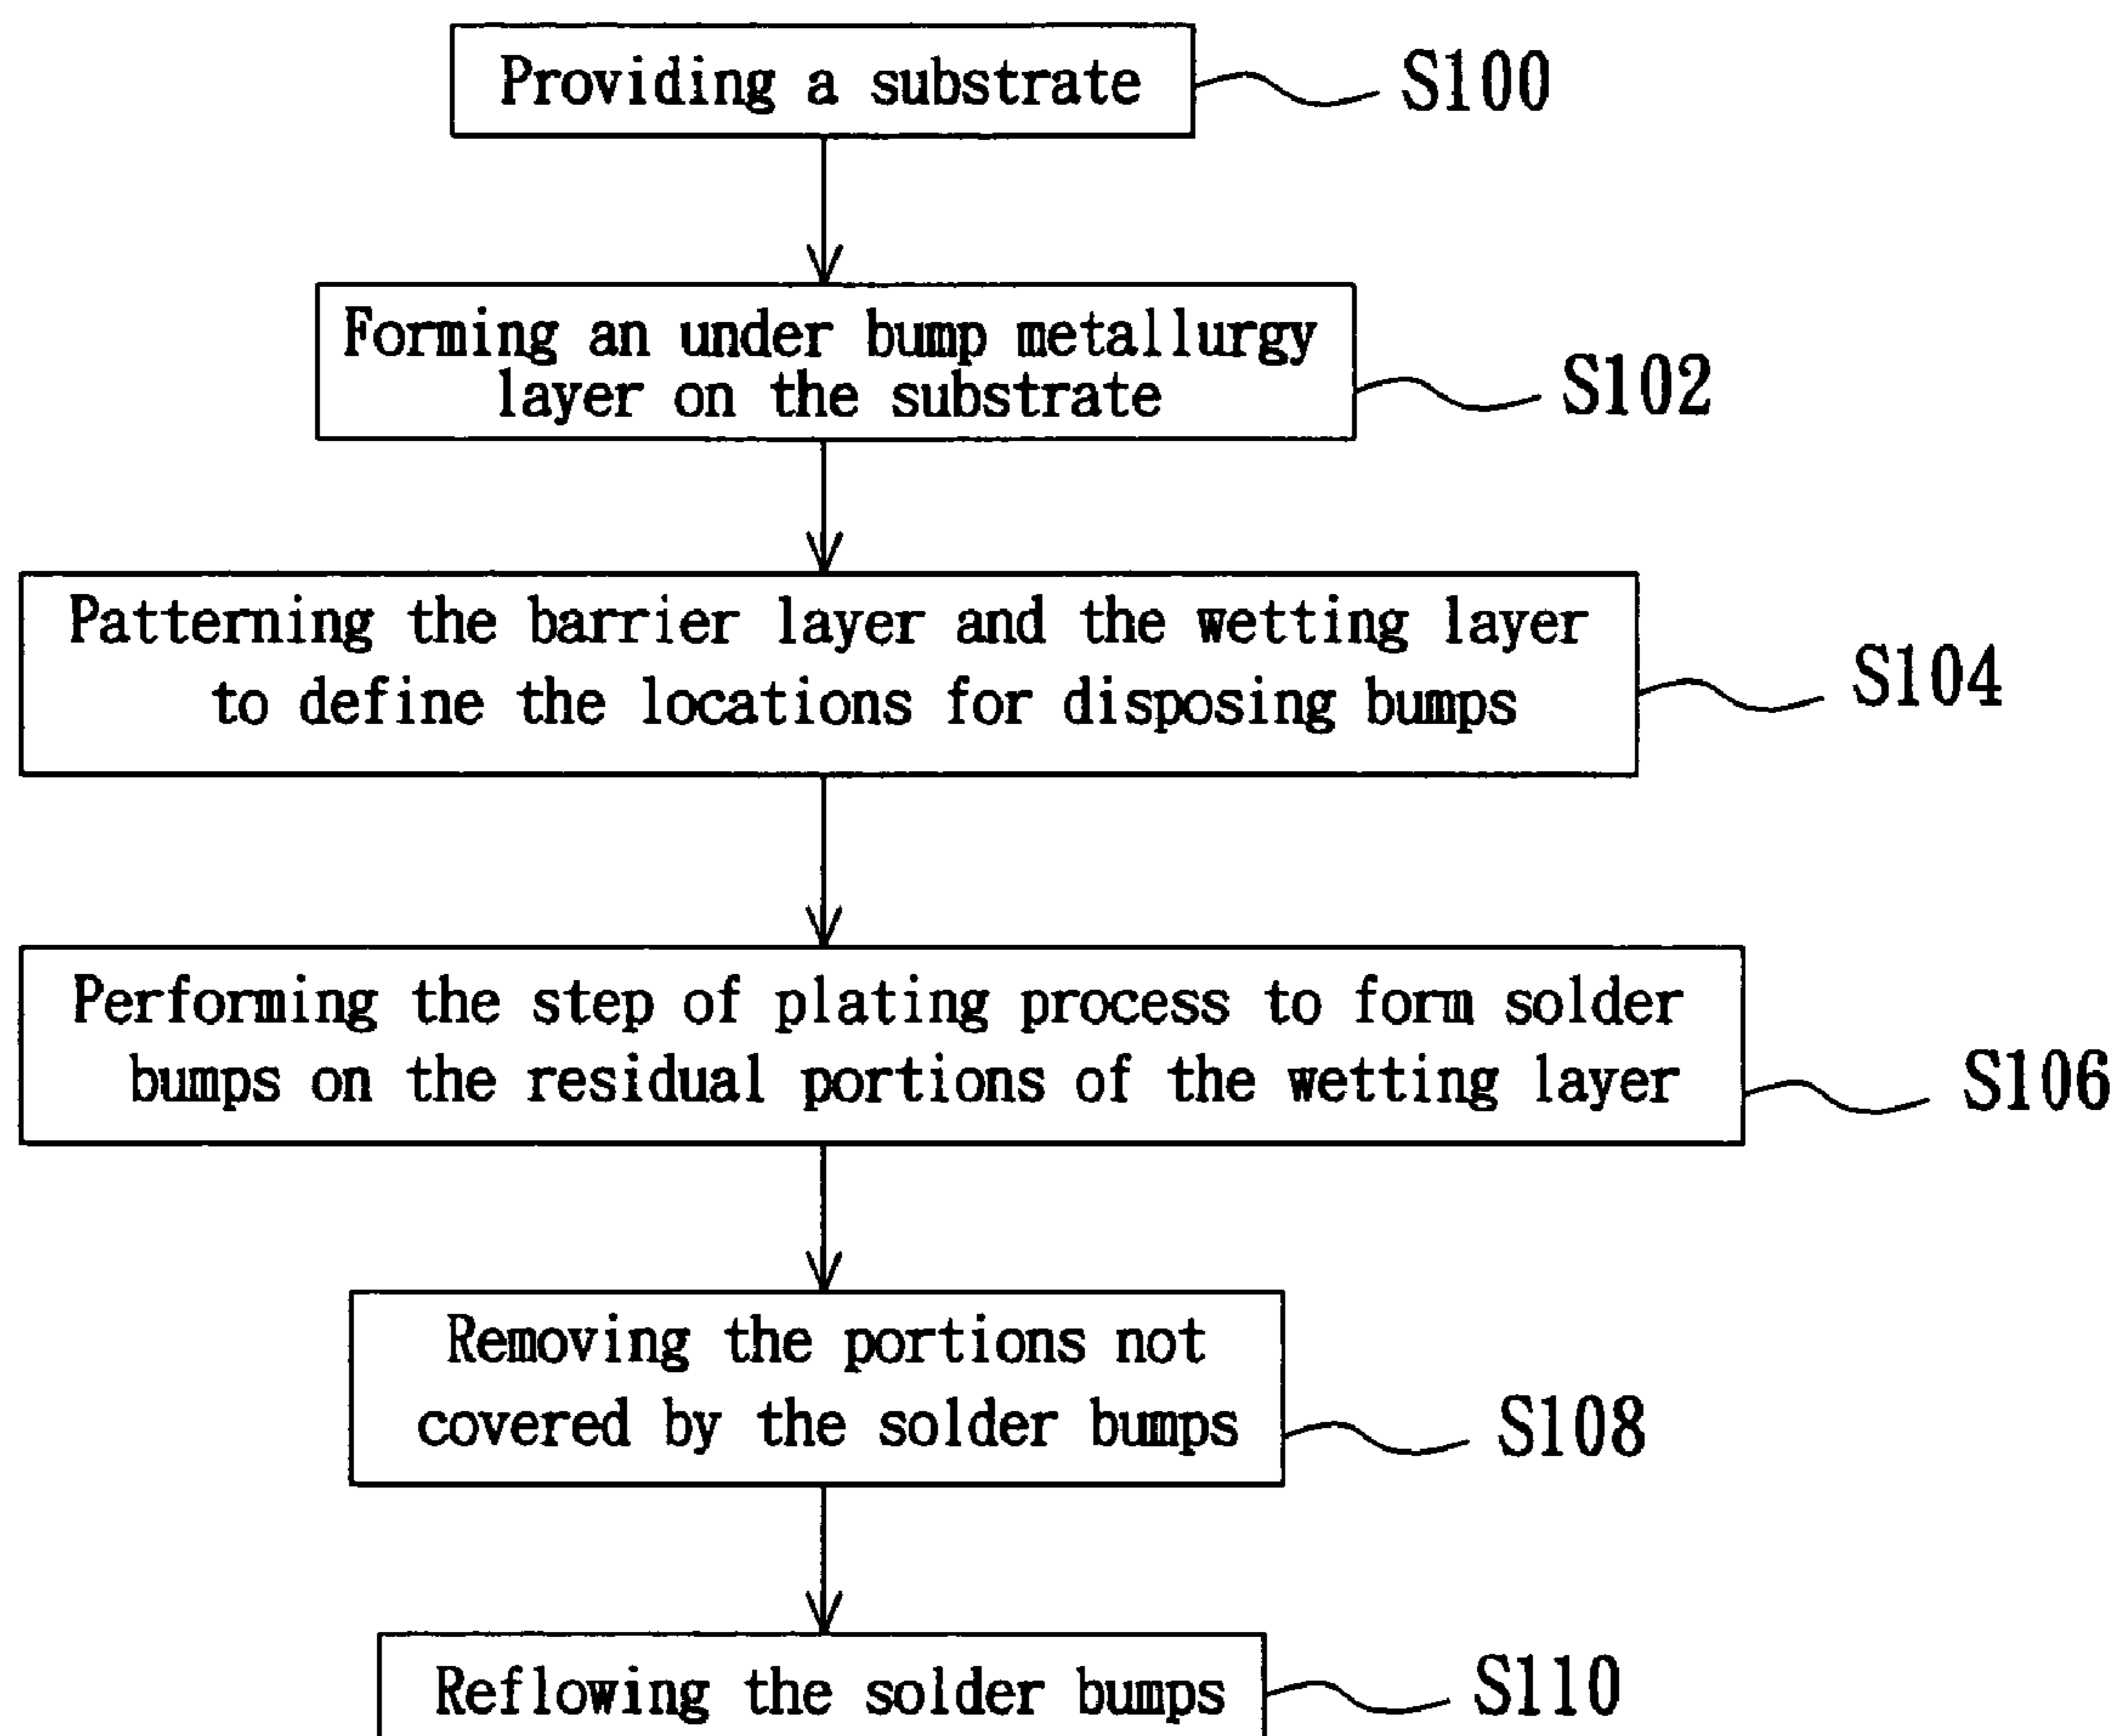 Providing a substrate
S100
Forming an under bump metallurgy
layer on the substrate
S102
Patterning the barrier layer and the wetting layer
to define the locations for disposing bumps
S104
Performing the step of plating process to form solder
bumps on the residual portions of the wetting layer
S106
Removing the portions not
covered by the solder bumps
S108
Reflowing the solder bumps
S110